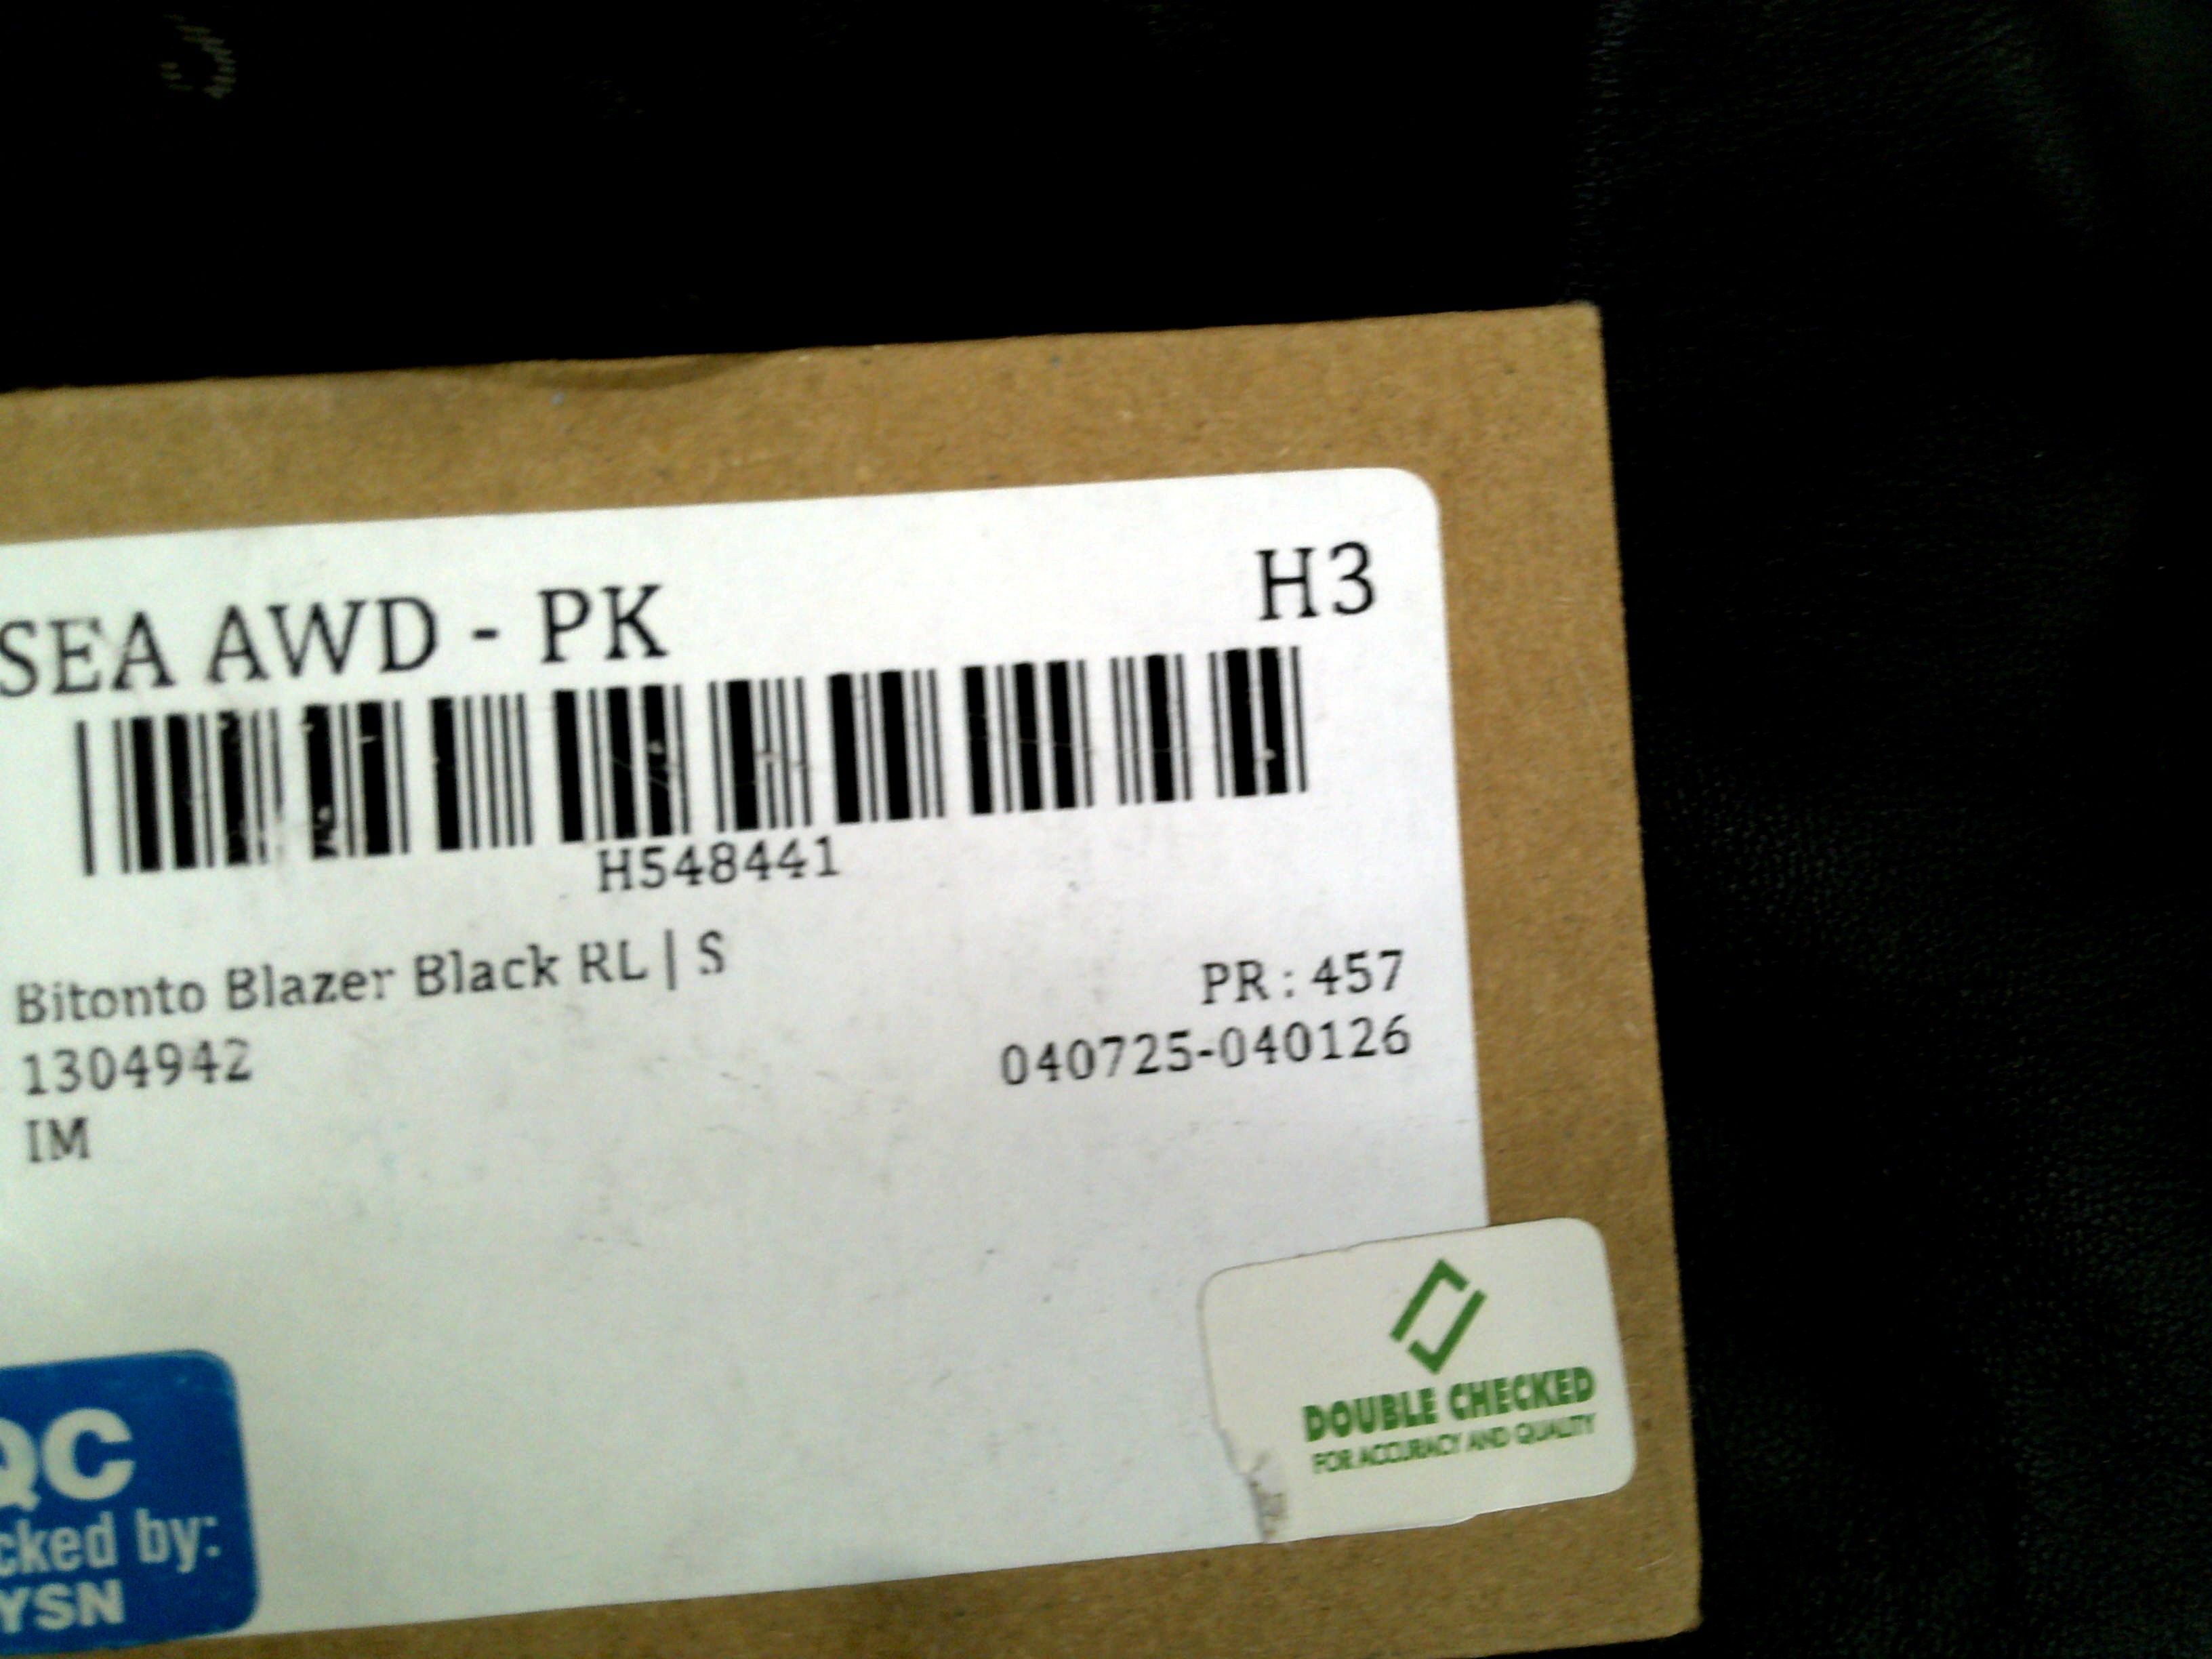 SEA AWD - PK
H3
H548441
Bitonto Blazer Black RL | S
PR : 457
1304942
040725-040126
IM
DOUBLE CHECKED
FOR ACCURACY AND QUALITY
QC
cked by:
YSN